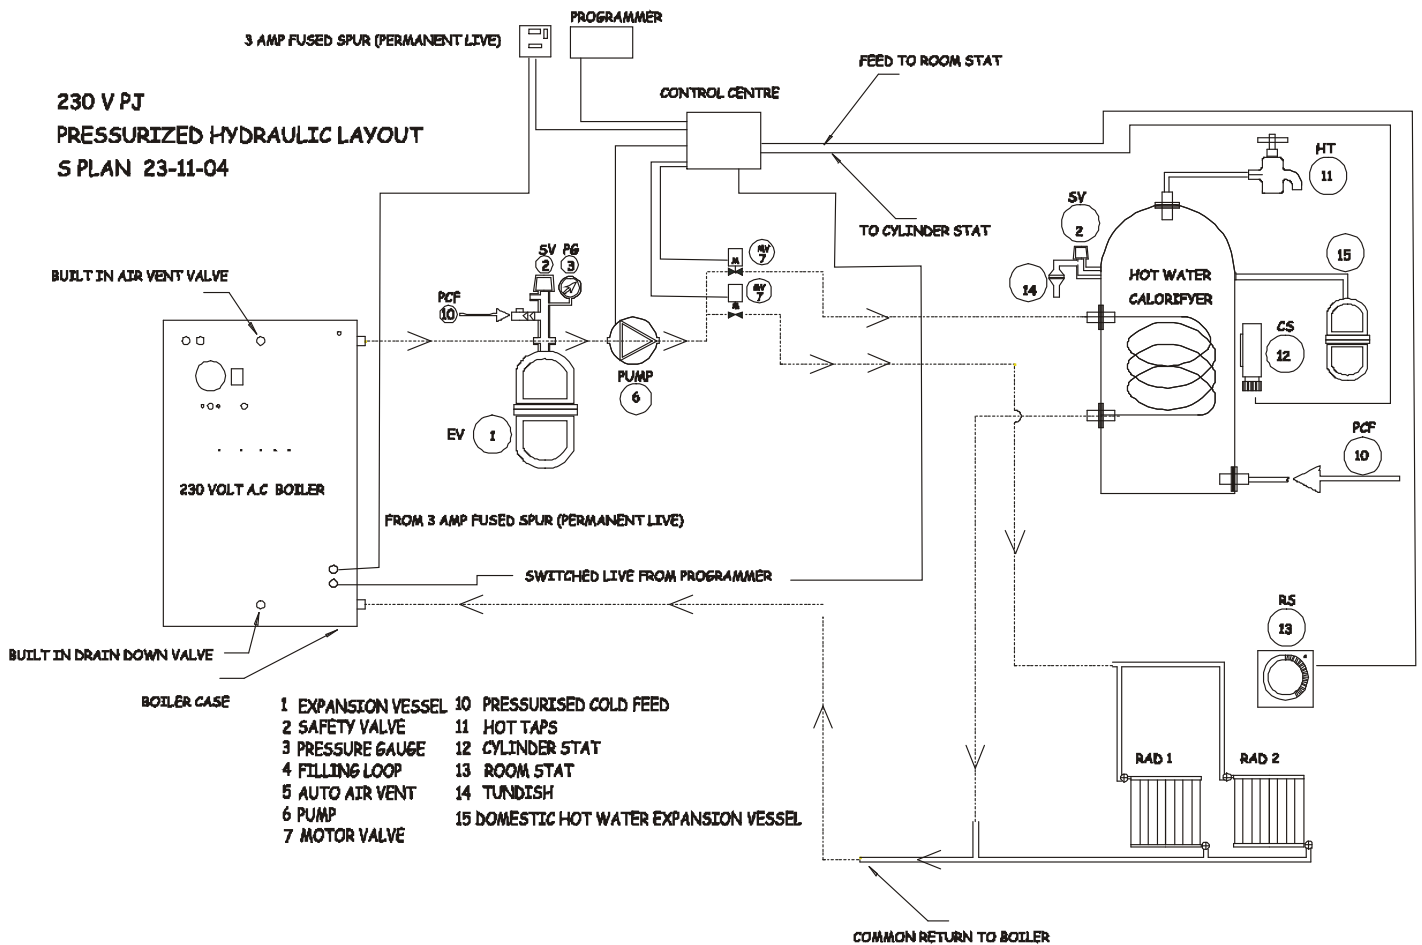 PROGRAMMER
3 AMP FUSED SPUR (PERMANENT LIVE)
FEED TO ROOM STAT
CONTROL CENTRE
230 V PJ
PRESSURIZED HYDRAULIC LAYOUT
S PLAN 23-11-04
HT
11
SV
2
TO CYLINDER STAT
SV PG
2 3
MV
7
15
BUILT IN AIR VENT VALVE
14
HOT WATER
CALORIFYER
PCF
10
MV
7
CS
12
PUMP
6
EV 1
PCF
10
230 VOLT A.C BOILER
FROM 3 AMP FUSED SPUR (PERMANENT LIVE)
SWITCHED LIVE FROM PROGRAMMER
RS
13
BUILT IN DRAIN DOWN VALVE
BOILER CASE
1 EXPANSION VESSEL
2 SAFETY VALVE
3 PRESSURE GAUGE
4 FILLING LOOP
5 AUTO AIR VENT
6 PUMP
7 MOTOR VALVE
10 PRESSURISED COLD FEED
11 HOT TAPS
12 CYLINDER STAT
13 ROOM STAT
14 TUNDISH
15 DOMESTIC HOT WATER EXPANSION VESSEL
RAD 1
RAD 2
COMMON RETURN TO BOILER